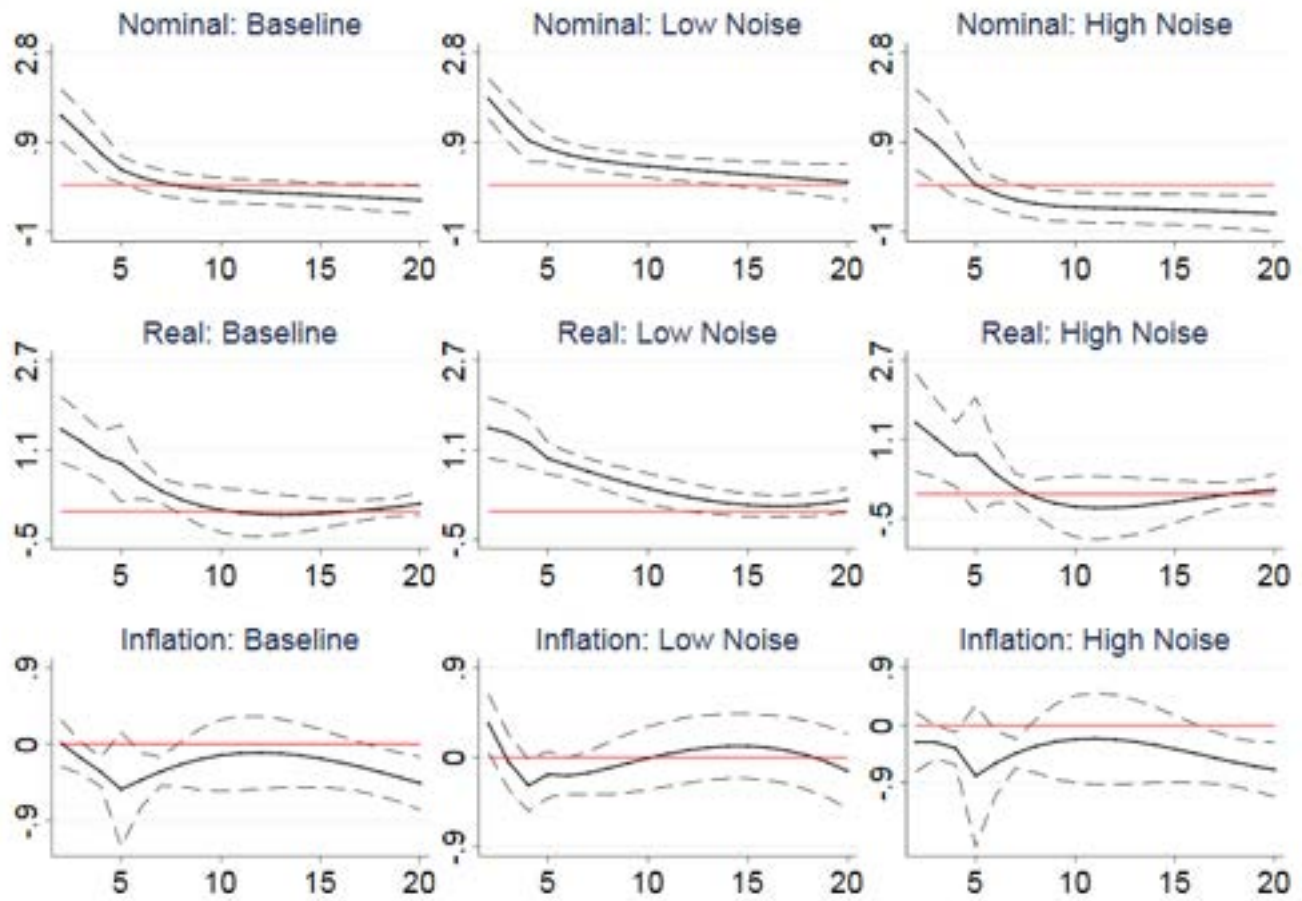 Nominal: Baseline Nominal: Low Noise Nominal: High Noise
2.8 2.8 2.8
.9 .9 .9
-1 -1 -1
5 10 15 20 5 10 15 20 5 10 15 20
Real: Baseline Real: Low Noise Real: High Noise
2.7 2.7 2.7
1.1 1.1 1.1
-.5 -.5 -.5
5 10 15 20 5 10 15 20 5 10 15 20
Inflation: Baseline Inflation: Low Noise Inflation: High Noise
.9 .9 .9
0 0 0
-.9 -.9 -.9
5 10 15 20 5 10 15 20 5 10 15 20